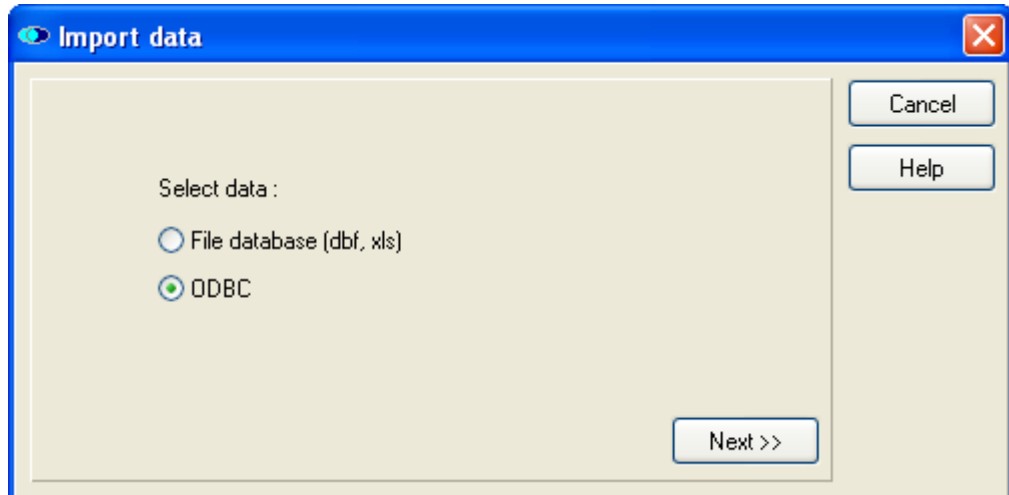 Import data
Cancel
Help
Select data :
File database (dbf, xls)
ODBC
Next >>